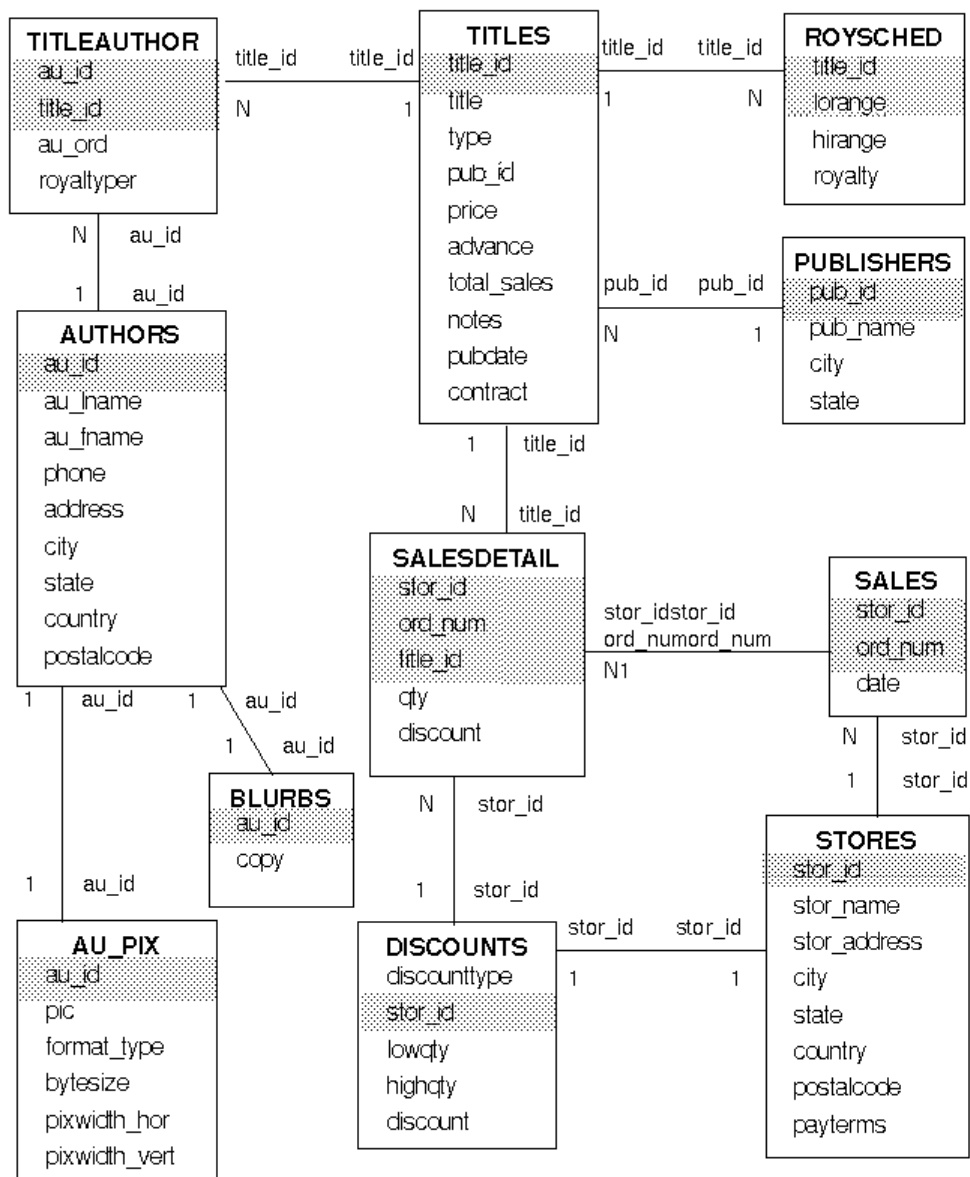 TITLEAUTHOR
au_id
title_id
au_ord
royaltyper
title_id title_id
N 1
TITLES
title_id
title
type
pub_id
price
advance
total_sales
notes
pubdate
contract
title_id title_id
1 N
ROYSCHED
title_id
lorange
hirange
royalty
pub_id pub_id
N 1
PUBLISHERS
pub_id
pub_name
city
state
N au_id
1 au_id
AUTHORS
au_id
au_lname
au_fname
phone
address
city
state
country
postalcode
1 title_id
N title_id
SALESDETAIL
stor_id
ord_num
title_id
qty
discount
stor_idstor_id
ord_numord_num
N1
SALES
stor_id
ord_num
date
1 au_id
1 au_id
1 au_id
BLURBS
au_id
copy
1 au_id
AU_PIX
au_id
pic
format_type
bytesize
pixwidth_hor
pixwidth_vert
N stor_id
1 stor_id
DISCOUNTS
discounttype
stor_id
lowqty
highqty
discount
stor_id stor_id
1 1
N stor_id
1 stor_id
STORES
stor_id
stor_name
stor_address
city
state
country
postalcode
payterms